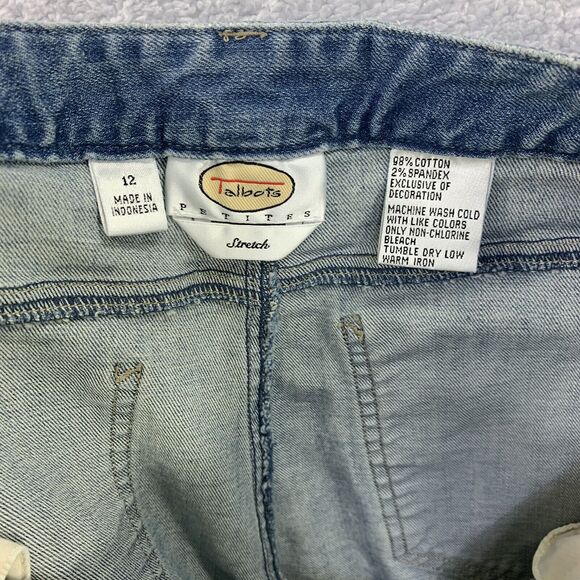 12
MADE IN
INDONESIA
Talbots
PETITES
Stretch
98% COTTON
2% SPANDEX
EXCLUSIVE OF
DECORATION
MACHINE WASH COLD
WITH LIKE COLORS
ONLY NON-CHLORINE
BLEACH
TUMBLE DRY LOW
WARM IRON